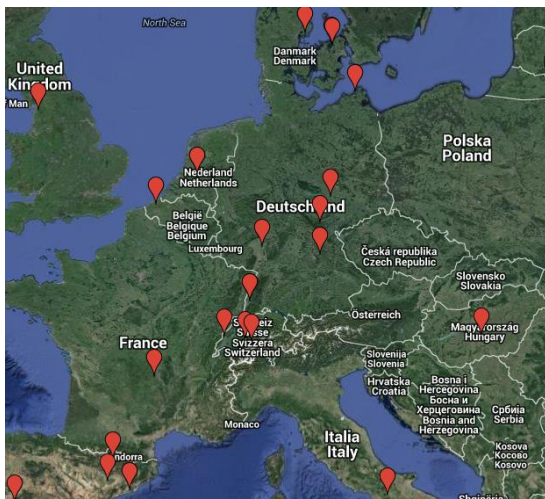 North Sea
Danmark
Denmark
United
Kingdom
f Man
Polska
Poland
Nederland
Netherlands
Deutschland
België
Belgique
Belgium
Luxembourg
Česká republika
Czech Republic
Slovensko
Slovakia
Österreich
Magyarország
Hungary
Schweiz
Suisse
Svizzera
Switzerland
France
Slovenija
Slovenia
Hrvatska
Croatia
Bosna i
Hercegovina
Босна и
Херцеговина
Bosnia and
Herzegovina
Србија
Serbia
Monaco
Italia
Italy
Kosova
Косово
Kosovo
Andorra
Shqipëria